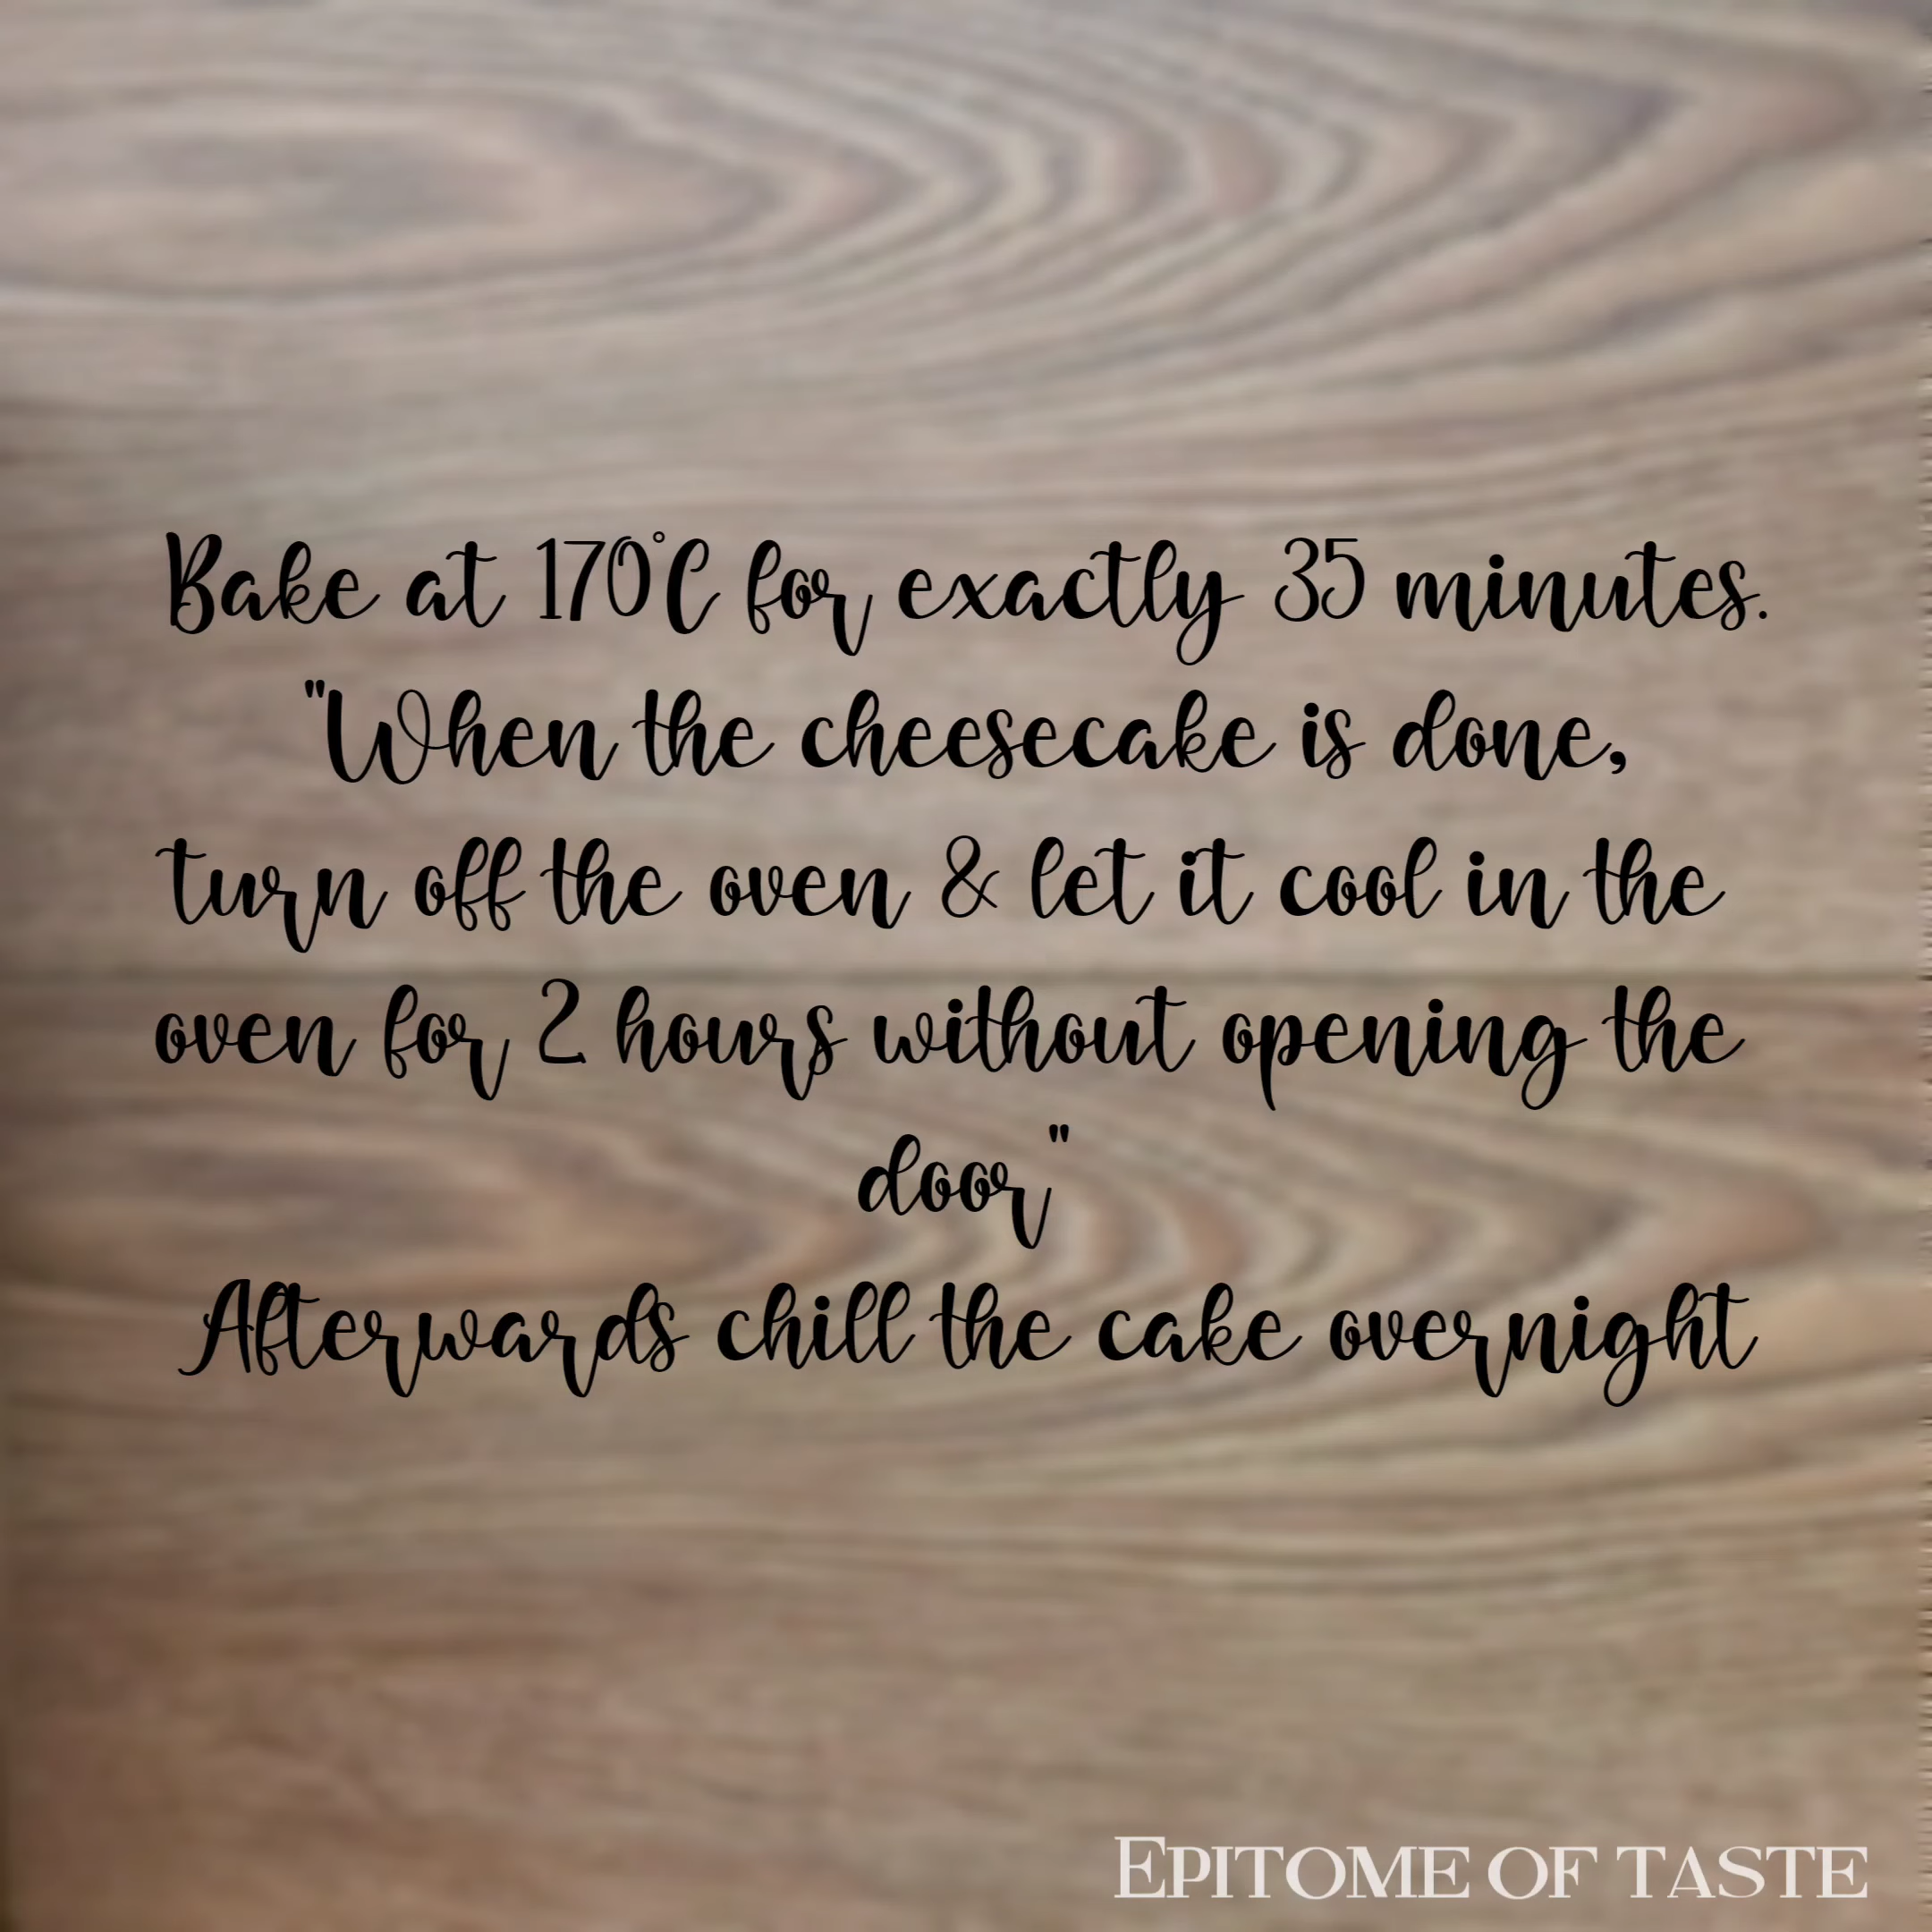 Bake at 170°C for exactly 35 minutes.
"When the cheesecake is done,
turn off the oven & let it cool in the
oven for 2 hours without opening the
door"
Afterwards chill the cake overnight
EPITOME OF TASTE